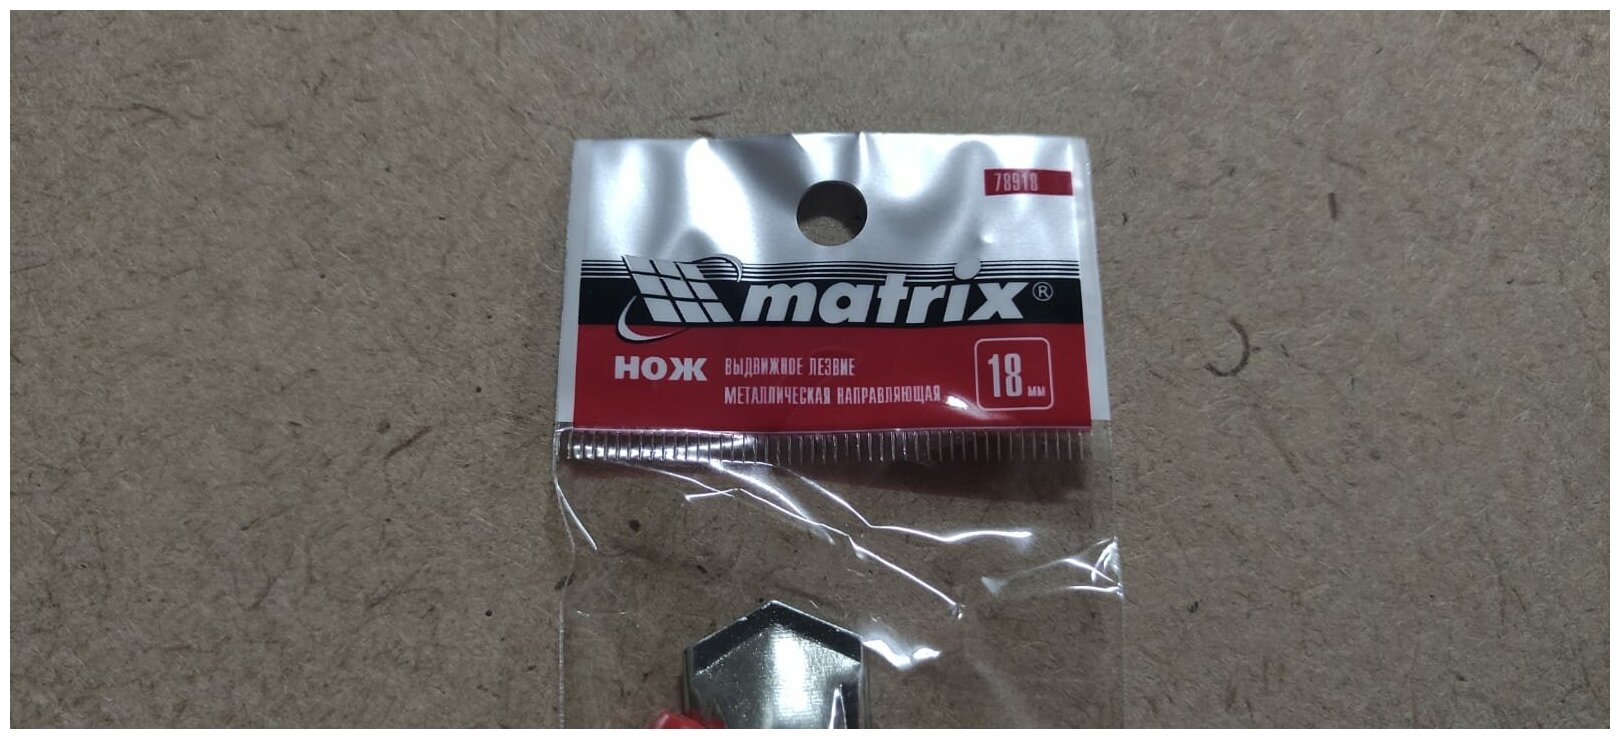 78918
matrix®
НОЖ
ВЫДВИЖНОЕ ЛЕЗВИЕ
МЕТАЛЛИЧЕСКАЯ НАПРАВЛЯЮЩАЯ
18 мм